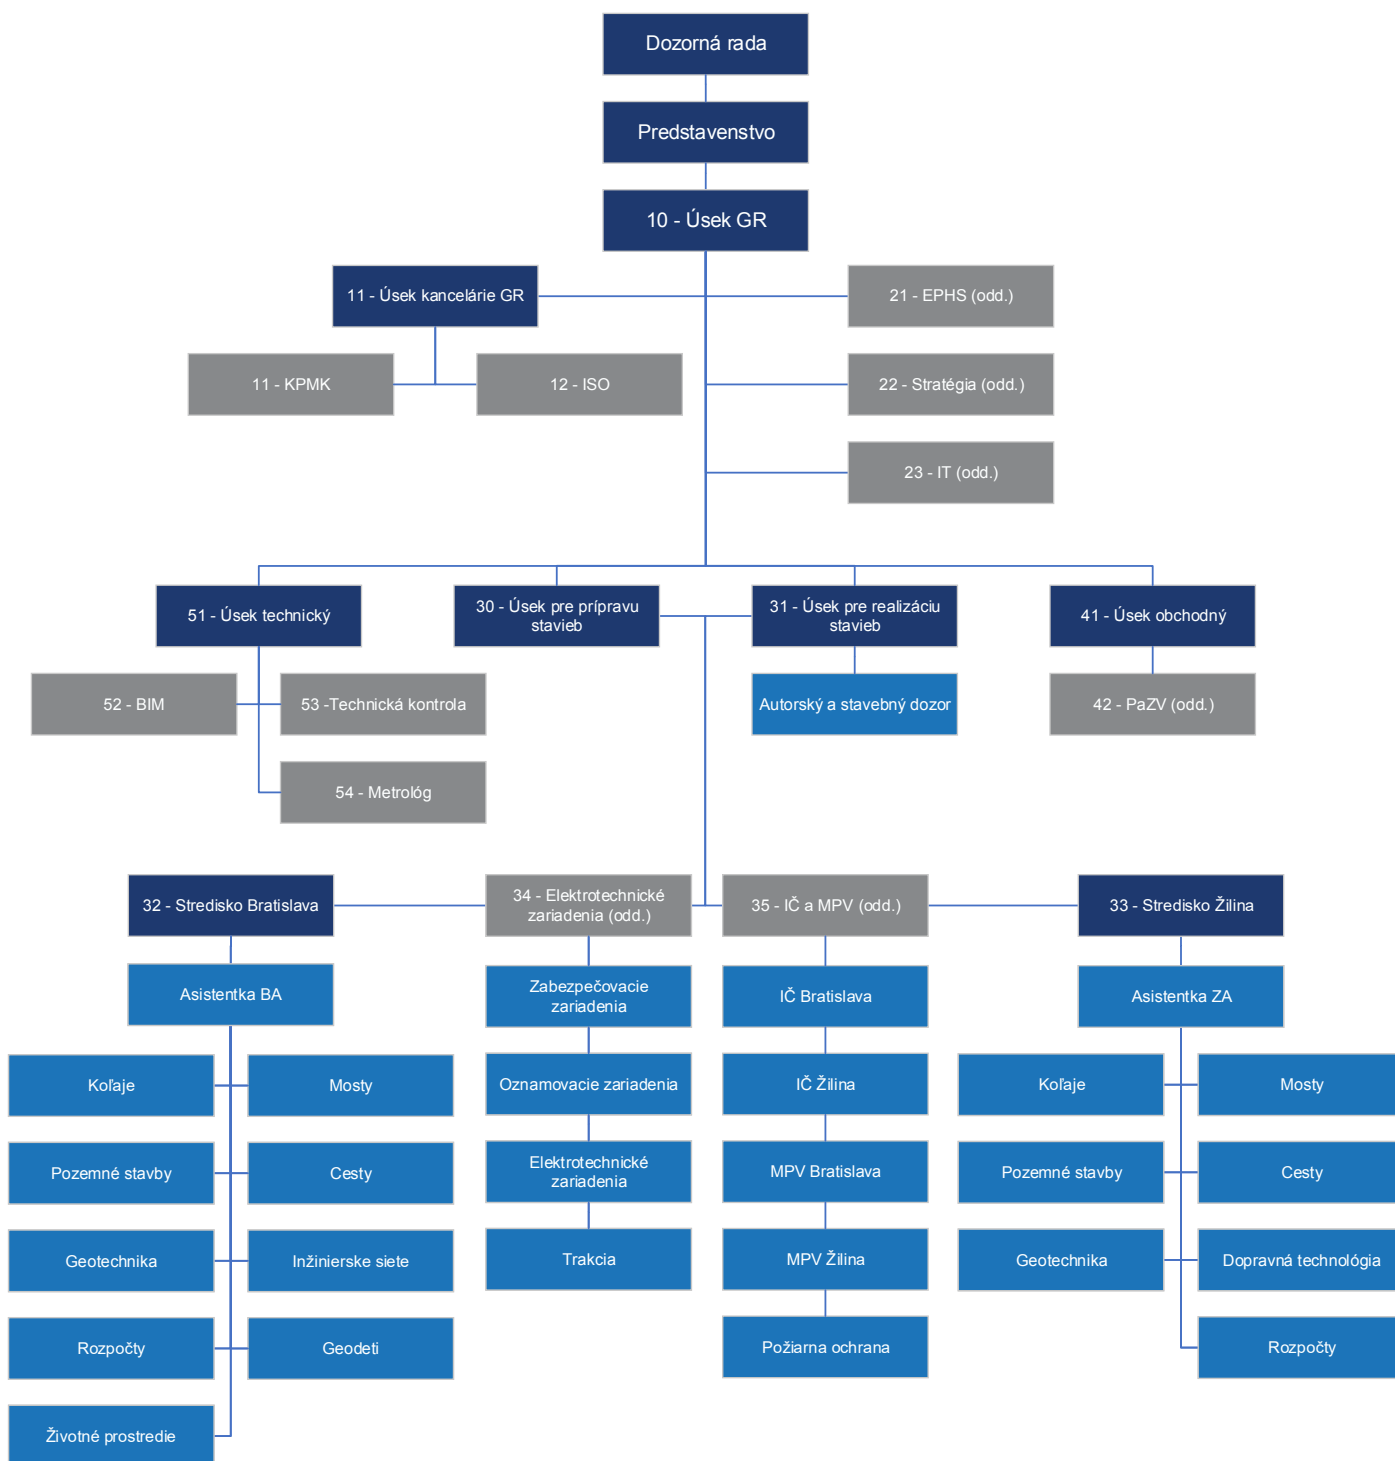 Dozorná rada
Predstavenstvo
10 - Úsek GR
11 - Úsek kancelárie GR
21 - EPHS (odd.)
11 - KPMK
12 - ISO
22 - Stratégia (odd.)
23 - IT (odd.)
51 - Úsek technický
30 - Úsek pre prípravu
stavieb
31 - Úsek pre realizáciu
stavieb
41 - Úsek obchodný
52 - BIM
53 -Technická kontrola
Autorský a stavebný dozor
42 - PaZV (odd.)
54 - Metrológ
32 - Stredisko Bratislava
34 - Elektrotechnické
zariadenia (odd.)
35 - IČ a MPV (odd.)
33 - Stredisko Žilina
Asistentka BA
Zabezpečovacie
zariadenia
IČ Bratislava
Asistentka ZA
Koľaje
Mosty
Oznamovacie zariadenia
IČ Žilina
Koľaje
Mosty
Pozemné stavby
Cesty
Elektrotechnické
zariadenia
MPV Bratislava
Pozemné stavby
Cesty
Geotechnika
Inžinierske siete
Trakcia
MPV Žilina
Geotechnika
Dopravná technológia
Rozpočty
Geodeti
Požiarna ochrana
Rozpočty
Životné prostredie